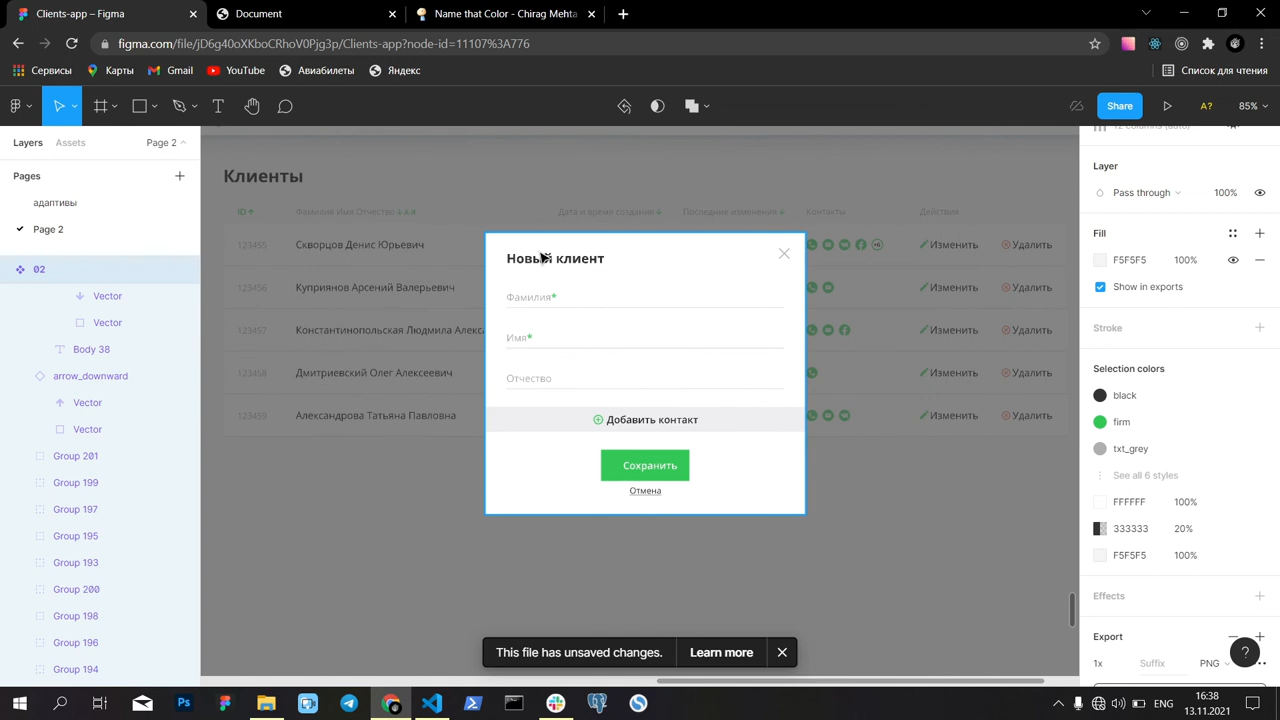 Clients-app – Figma
Document
Name that Color - Chirag Mehta
figma.com/file/jD6g40oXKboCRhoV0Pjg3p/Clients-app?node-id=11107%3A776
Сервисы
Карты
Gmail
YouTube
Авиабилеты
Яндекс
Список для чтения
Share
A?
85%
Layers
Assets
Page 2
Pages
адаптивы
Page 2
02
Vector
Vector
Body 38
arrow_downward
Vector
Vector
Group 201
Group 199
Group 197
Group 195
Group 193
Group 200
Group 198
Group 196
Group 194
Клиенты
ID
Фамилия Имя Отчество
А-Я
Дата и время создания
Последние изменения
Контакты
Действия
123455
Скворцов Денис Юрьевич
+6
Изменить
Удалить
123456
Куприянов Арсений Валерьевич
Изменить
Удалить
123457
Константинопольская Людмила Алекса
Изменить
Удалить
123458
Дмитриевский Олег Алексеевич
Изменить
Удалить
123459
Александрова Татьяна Павловна
Изменить
Удалить
Новый клиент
Фамилия*
Имя*
Отчество
Добавить контакт
Сохранить
Отмена
This file has unsaved changes.
Learn more
12 columns (auto)
Layer
Pass through
100%
Fill
F5F5F5
100%
Show in exports
Stroke
Selection colors
black
firm
txt_grey
See all 6 styles
FFFFFF
100%
333333
20%
F5F5F5
100%
Effects
Export
1x
Suffix
PNG
?
ENG
16:38
13.11.2021